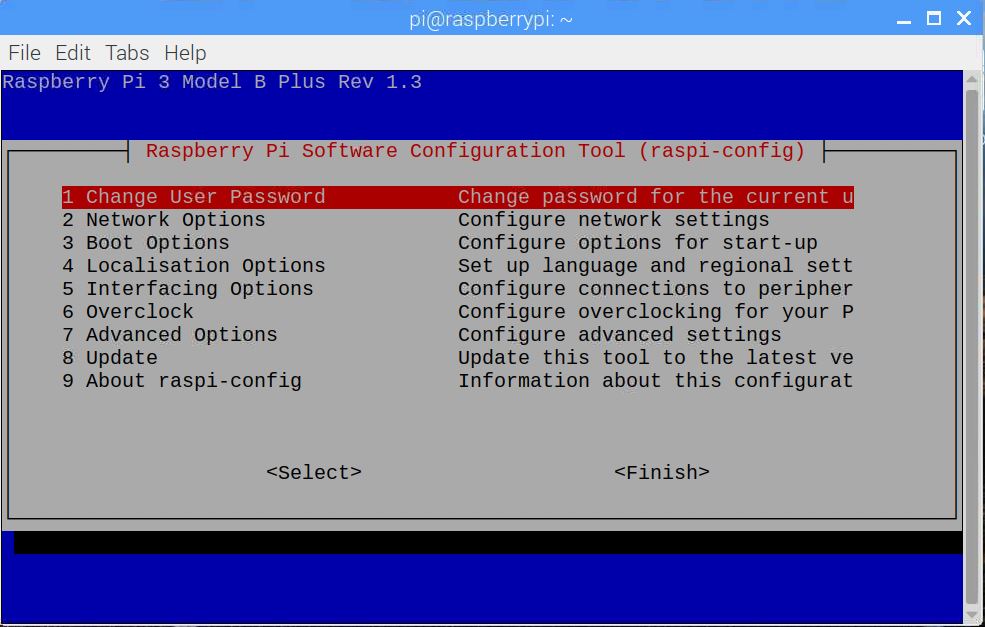 pi@raspberrypi: ~
File Edit Tabs Help
Raspberry Pi 3 Model B Plus Rev 1.3
Raspberry Pi Software Configuration Tool (raspi-config)
1 Change User Password Change password for the current u
2 Network Options Configure network settings
3 Boot Options Configure options for start-up
4 Localisation Options Set up language and regional sett
5 Interfacing Options Configure connections to peripher
6 Overclock Configure overclocking for your P
7 Advanced Options Configure advanced settings
8 Update Update this tool to the latest ve
9 About raspi-config Information about this configurat
<Select> <Finish>